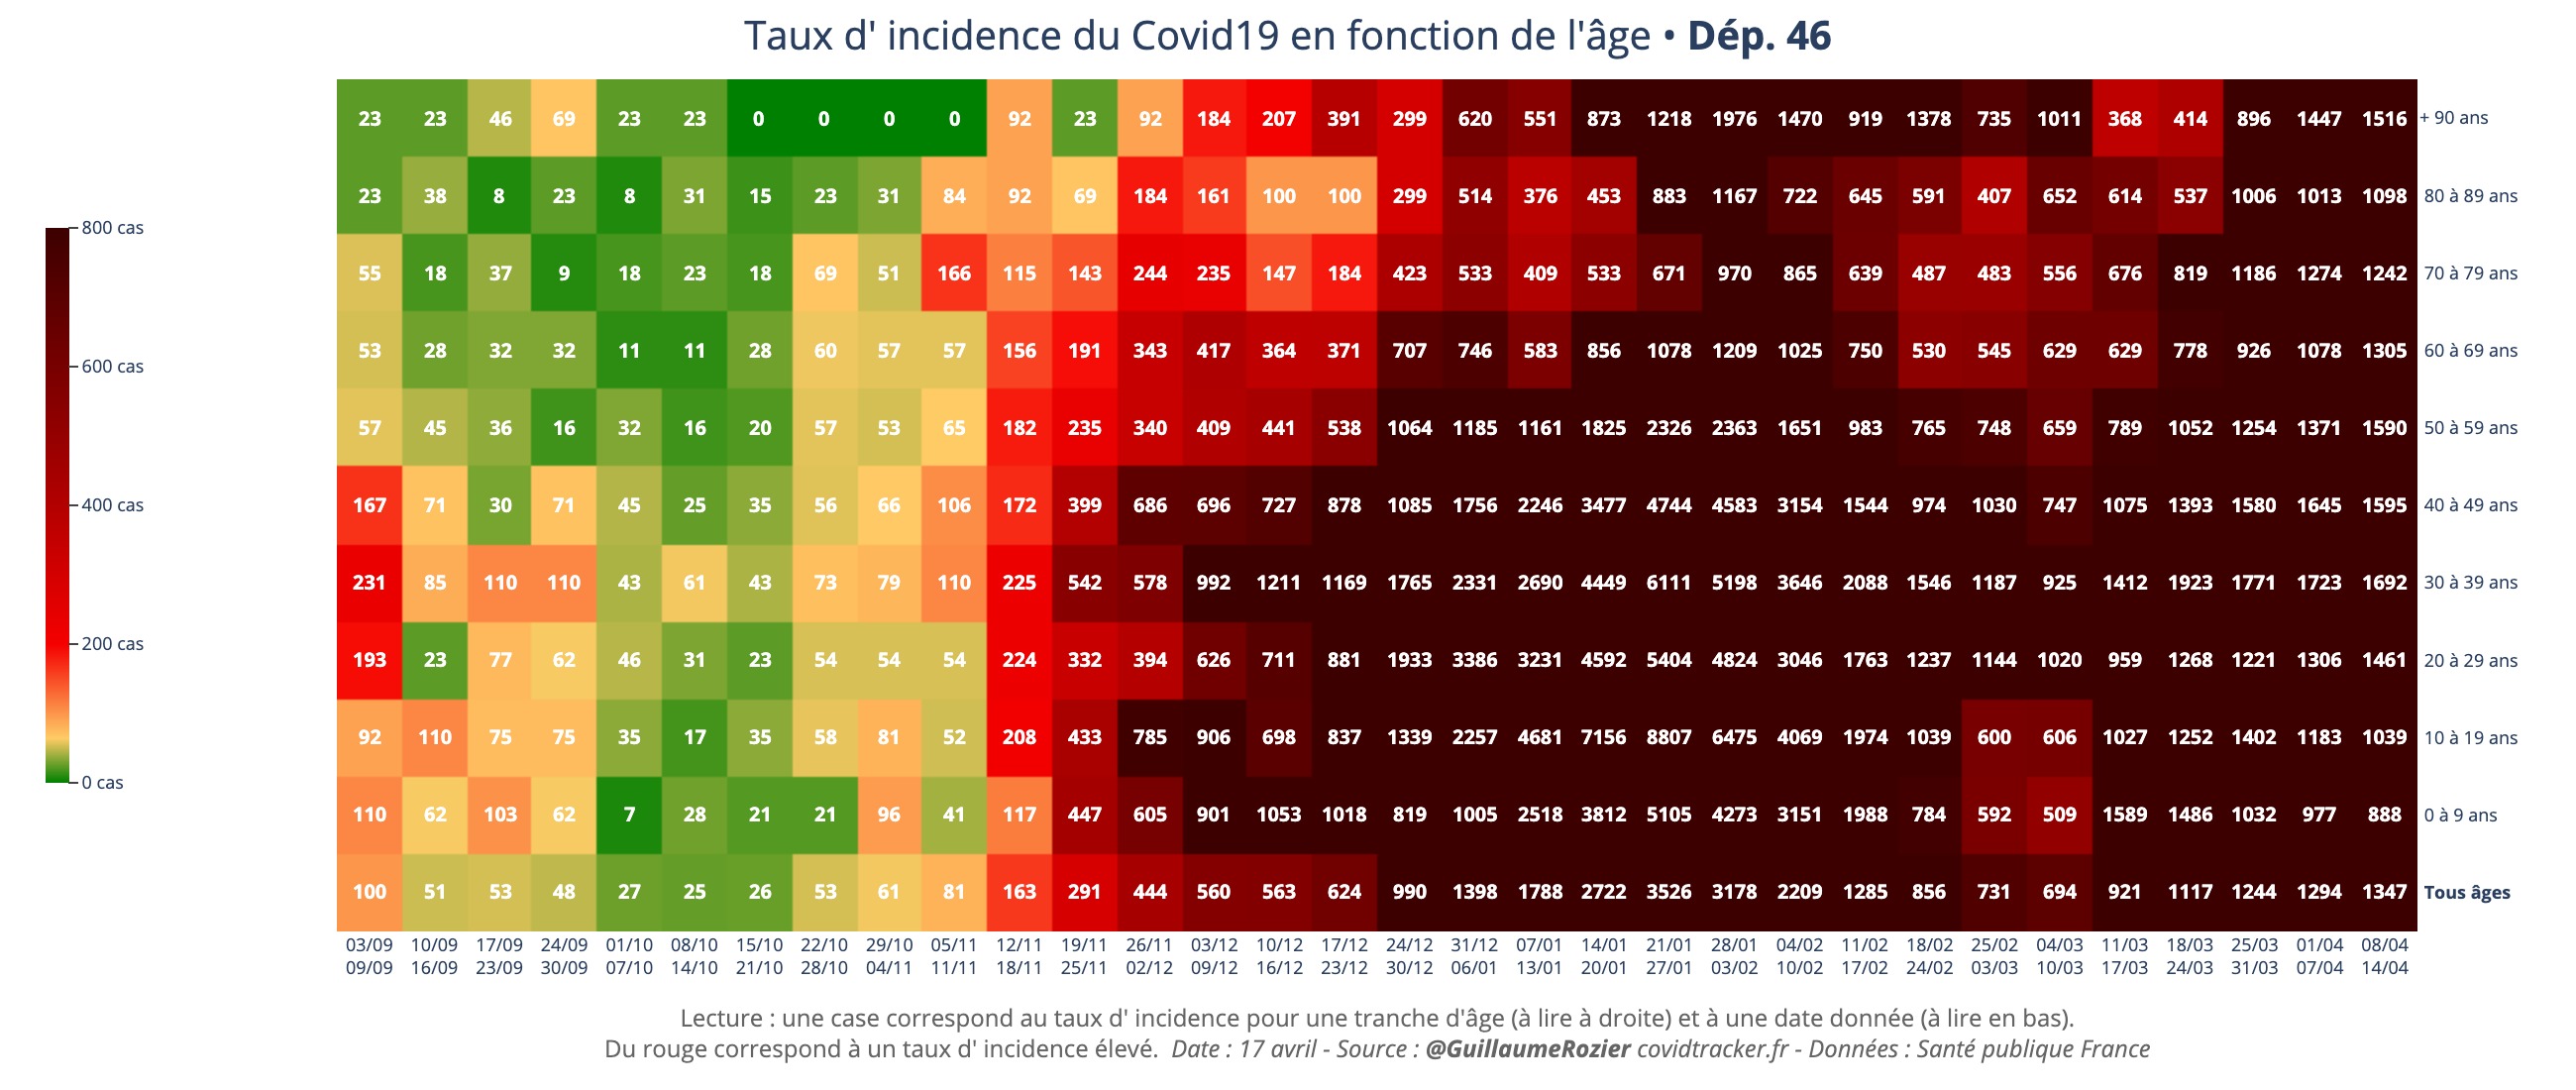 Taux d' incidence du Covid19 en fonction de l'âge • Dép. 46
800 cas
600 cas
400 cas
200 cas
0 cas
23 23 46 69 23 23 0 0 0 0 92 23 92 184 207 391 299 620 551 873 1218 1976 1470 919 1378 735 1011 368 414 896 1447 1516 + 90 ans
23 38 8 23 8 31 15 23 31 84 92 69 184 161 100 100 299 514 376 453 883 1167 722 645 591 407 652 614 537 1006 1013 1098 80 à 89 ans
55 18 37 9 18 23 18 69 51 166 115 143 244 235 147 184 423 533 409 533 671 970 865 639 487 483 556 676 819 1186 1274 1242 70 à 79 ans
53 28 32 32 11 11 28 60 57 57 156 191 343 417 364 371 707 746 583 856 1078 1209 1025 750 530 545 629 629 778 926 1078 1305 60 à 69 ans
57 45 36 16 32 16 20 57 53 65 182 235 340 409 441 538 1064 1185 1161 1825 2326 2363 1651 983 765 748 659 789 1052 1254 1371 1590 50 à 59 ans
167 71 30 71 45 25 35 56 66 106 172 399 686 696 727 878 1085 1756 2246 3477 4744 4583 3154 1544 974 1030 747 1075 1393 1580 1645 1595 40 à 49 ans
231 85 110 110 43 61 43 73 79 110 225 542 578 992 1211 1169 1765 2331 2690 4449 6111 5198 3646 2088 1546 1187 925 1412 1923 1771 1723 1692 30 à 39 ans
193 23 77 62 46 31 23 54 54 54 224 332 394 626 711 881 1933 3386 3231 4592 5404 4824 3046 1763 1237 1144 1020 959 1268 1221 1306 1461 20 à 29 ans
92 110 75 75 35 17 35 58 81 52 208 433 785 906 698 837 1339 2257 4681 7156 8807 6475 4069 1974 1039 600 606 1027 1252 1402 1183 1039 10 à 19 ans
110 62 103 62 7 28 21 21 96 41 117 447 605 901 1053 1018 819 1005 2518 3812 5105 4273 3151 1988 784 592 509 1589 1486 1032 977 888 0 à 9 ans
100 51 53 48 27 25 26 53 61 81 163 291 444 560 563 624 990 1398 1788 2722 3526 3178 2209 1285 856 731 694 921 1117 1244 1294 1347 Tous âges
03/09 10/09 17/09 24/09 01/10 08/10 15/10 22/10 29/10 05/11 12/11 19/11 26/11 03/12 10/12 17/12 24/12 31/12 07/01 14/01 21/01 28/01 04/02 11/02 18/02 25/02 04/03 11/03 18/03 25/03 01/04 08/04
09/09 16/09 23/09 30/09 07/10 14/10 21/10 28/10 04/11 11/11 18/11 25/11 02/12 09/12 16/12 23/12 30/12 06/01 13/01 20/01 27/01 03/02 10/02 17/02 24/02 03/03 10/03 17/03 24/03 31/03 07/04 14/04
Lecture : une case correspond au taux d' incidence pour une tranche d'âge (à lire à droite) et à une date donnée (à lire en bas).
Du rouge correspond à un taux d' incidence élevé. Date : 17 avril - Source : @GuillaumeRozier covidtracker.fr - Données : Santé publique France